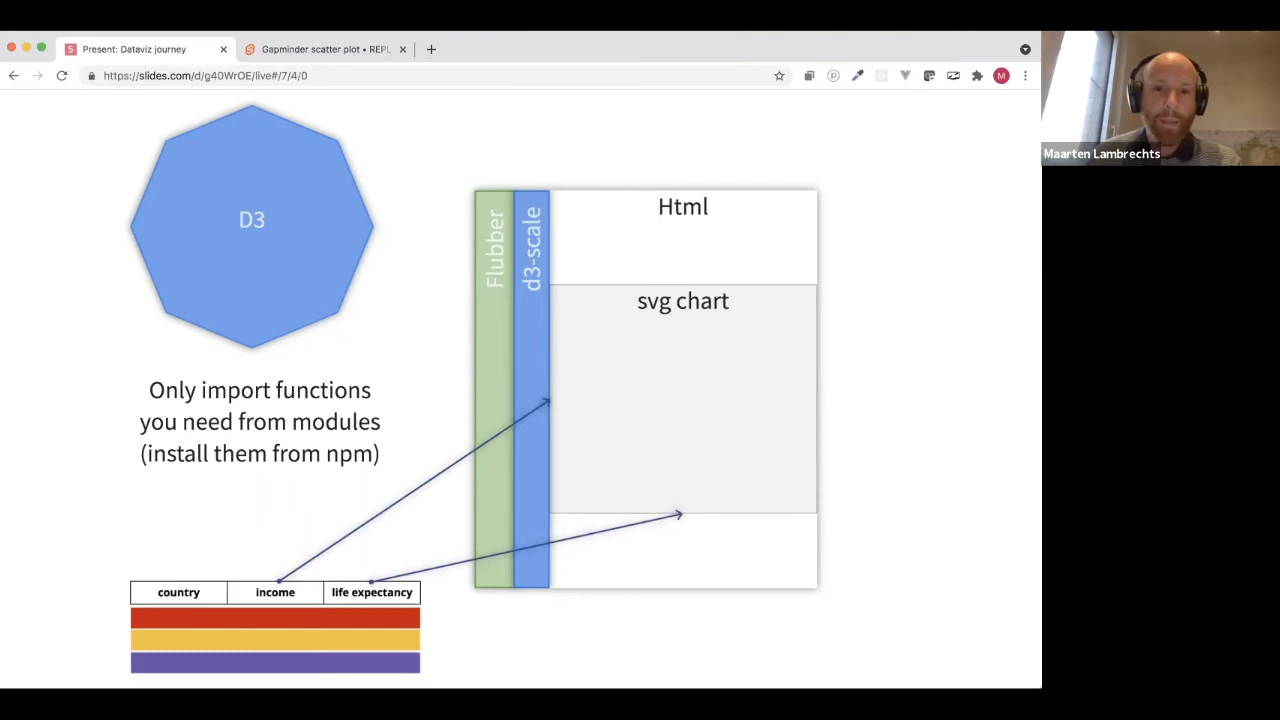 Present: Dataviz journey
Gapminder scatter plot • REPL
https://slides.com/d/g40WrOE/live#/7/4/0
M
Maarten Lambrechts
D3
Only import functions
you need from modules
(install them from npm)
Flubber
d3-scale
Html
svg chart
country income life expectancy